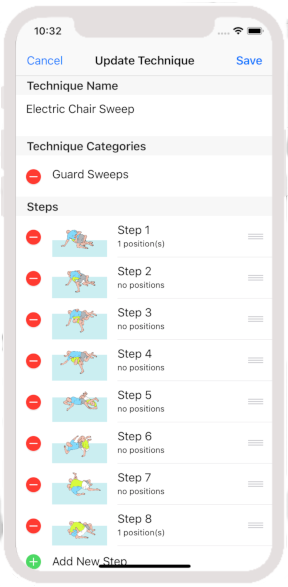 10:32
Cancel Update Technique Save
Technique Name
Electric Chair Sweep
Technique Categories
Guard Sweeps
Steps
Step 1
1 position(s)
Step 2
no positions
Step 3
no positions
Step 4
no positions
Step 5
no positions
Step 6
no positions
Step 7
no positions
Step 8
1 position(s)
Add New Step